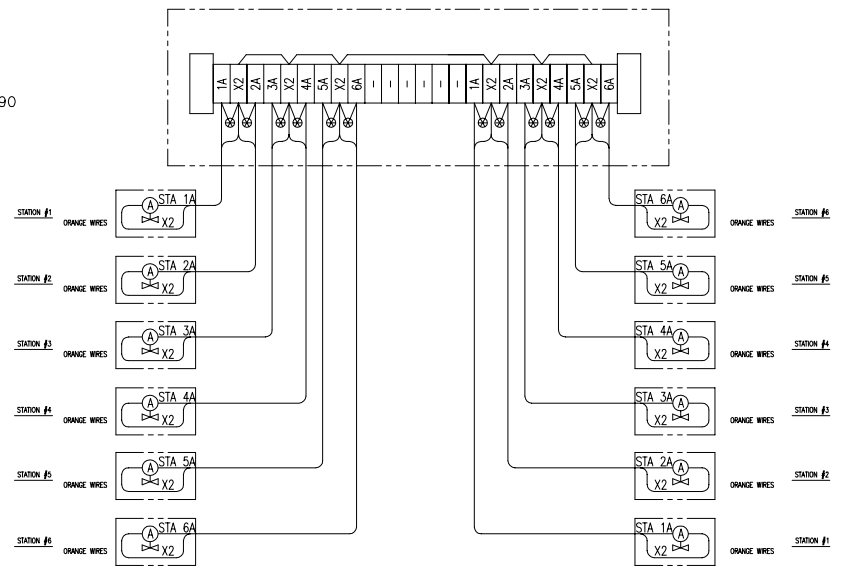 1A X2 2A 3A X2 4A 5A X2 6A - - - - - - 1A X2 2A 3A X2 4A 5A X2 6A
90
STATION #1 ORANGE WIRES A STA 1A X2
STA 6A A X2 ORANGE WIRES STATION #6
STATION #2 ORANGE WIRES A STA 2A X2
STA 5A A X2 ORANGE WIRES STATION #5
STATION #3 ORANGE WIRES A STA 3A X2
STA 4A A X2 ORANGE WIRES STATION #4
STATION #4 ORANGE WIRES A STA 4A X2
STA 3A A X2 ORANGE WIRES STATION #3
STATION #5 ORANGE WIRES A STA 5A X2
STA 2A A X2 ORANGE WIRES STATION #2
STATION #6 ORANGE WIRES A STA 6A X2
STA 1A A X2 ORANGE WIRES STATION #1